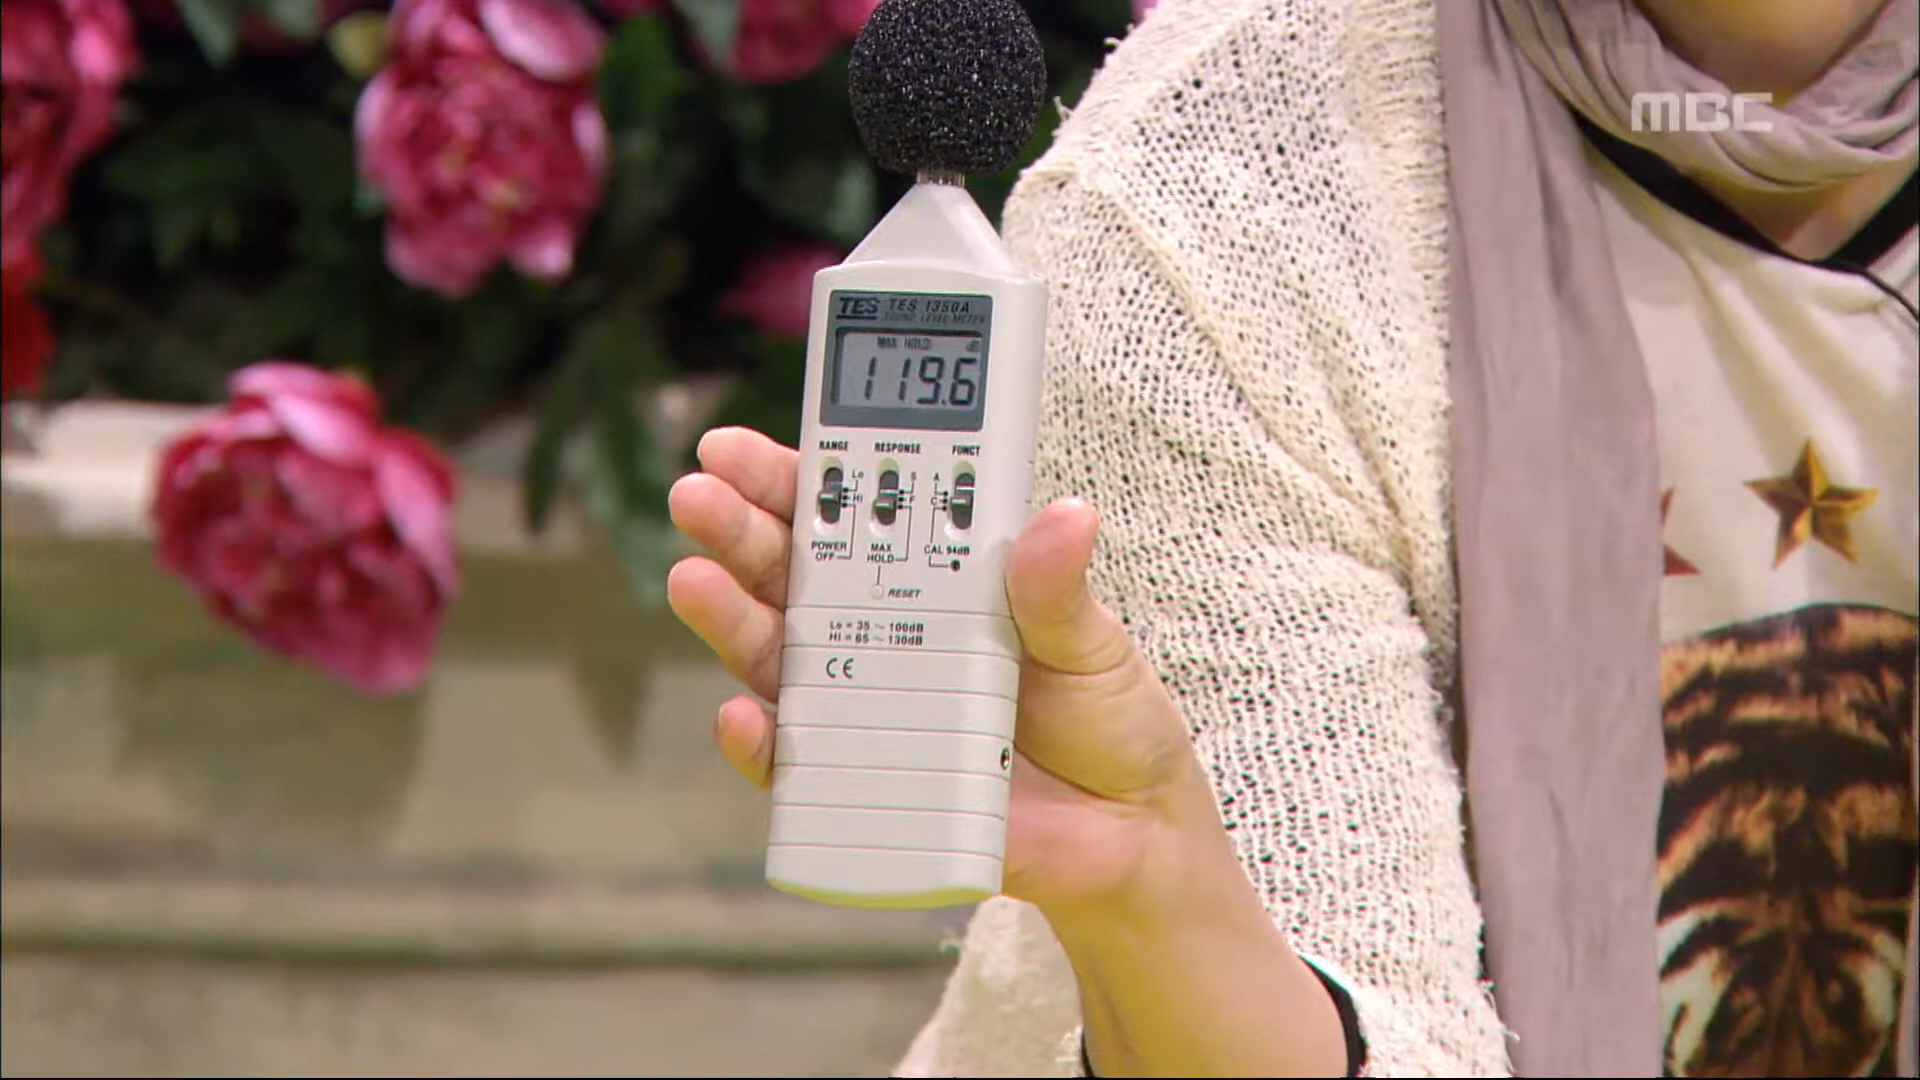 MBC
TES TES 1350A
SOUND LEVEL METER
MAX HOLD dB
119.6
RANGE RESPONSE FUNCT
Lo S A
Hi F C
POWER OFF MAX HOLD CAL 94dB
RESET
Lo = 35 ~ 100dB
Hi = 65 ~ 130dB
CE